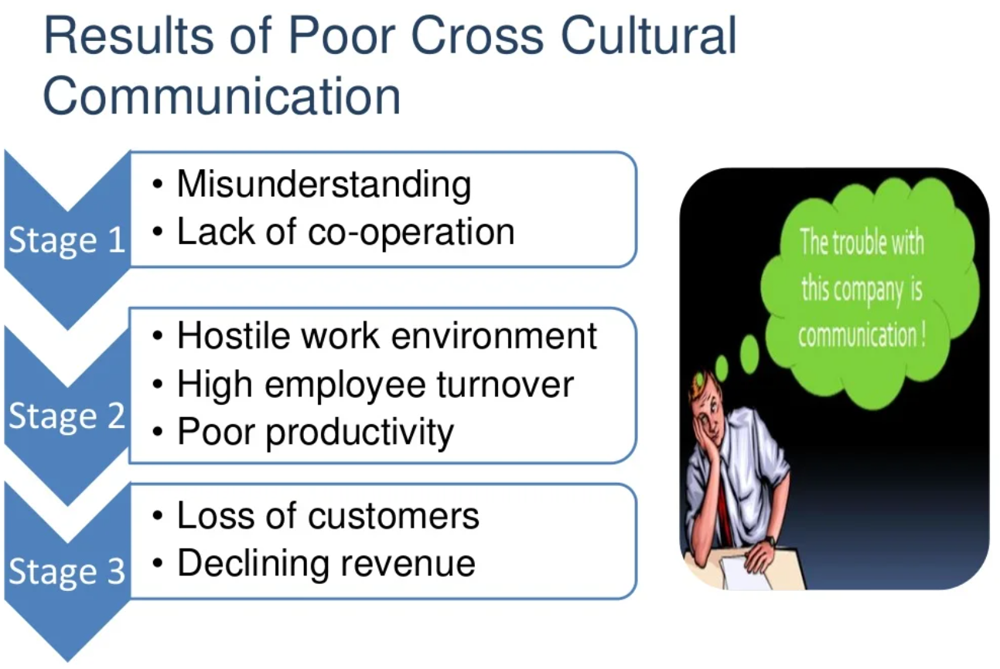 Results of Poor Cross Cultural
Communication
Stage 1
• Misunderstanding
• Lack of co-operation
Stage 2
• Hostile work environment
• High employee turnover
• Poor productivity
Stage 3
• Loss of customers
• Declining revenue
The trouble with
this company is
communication !